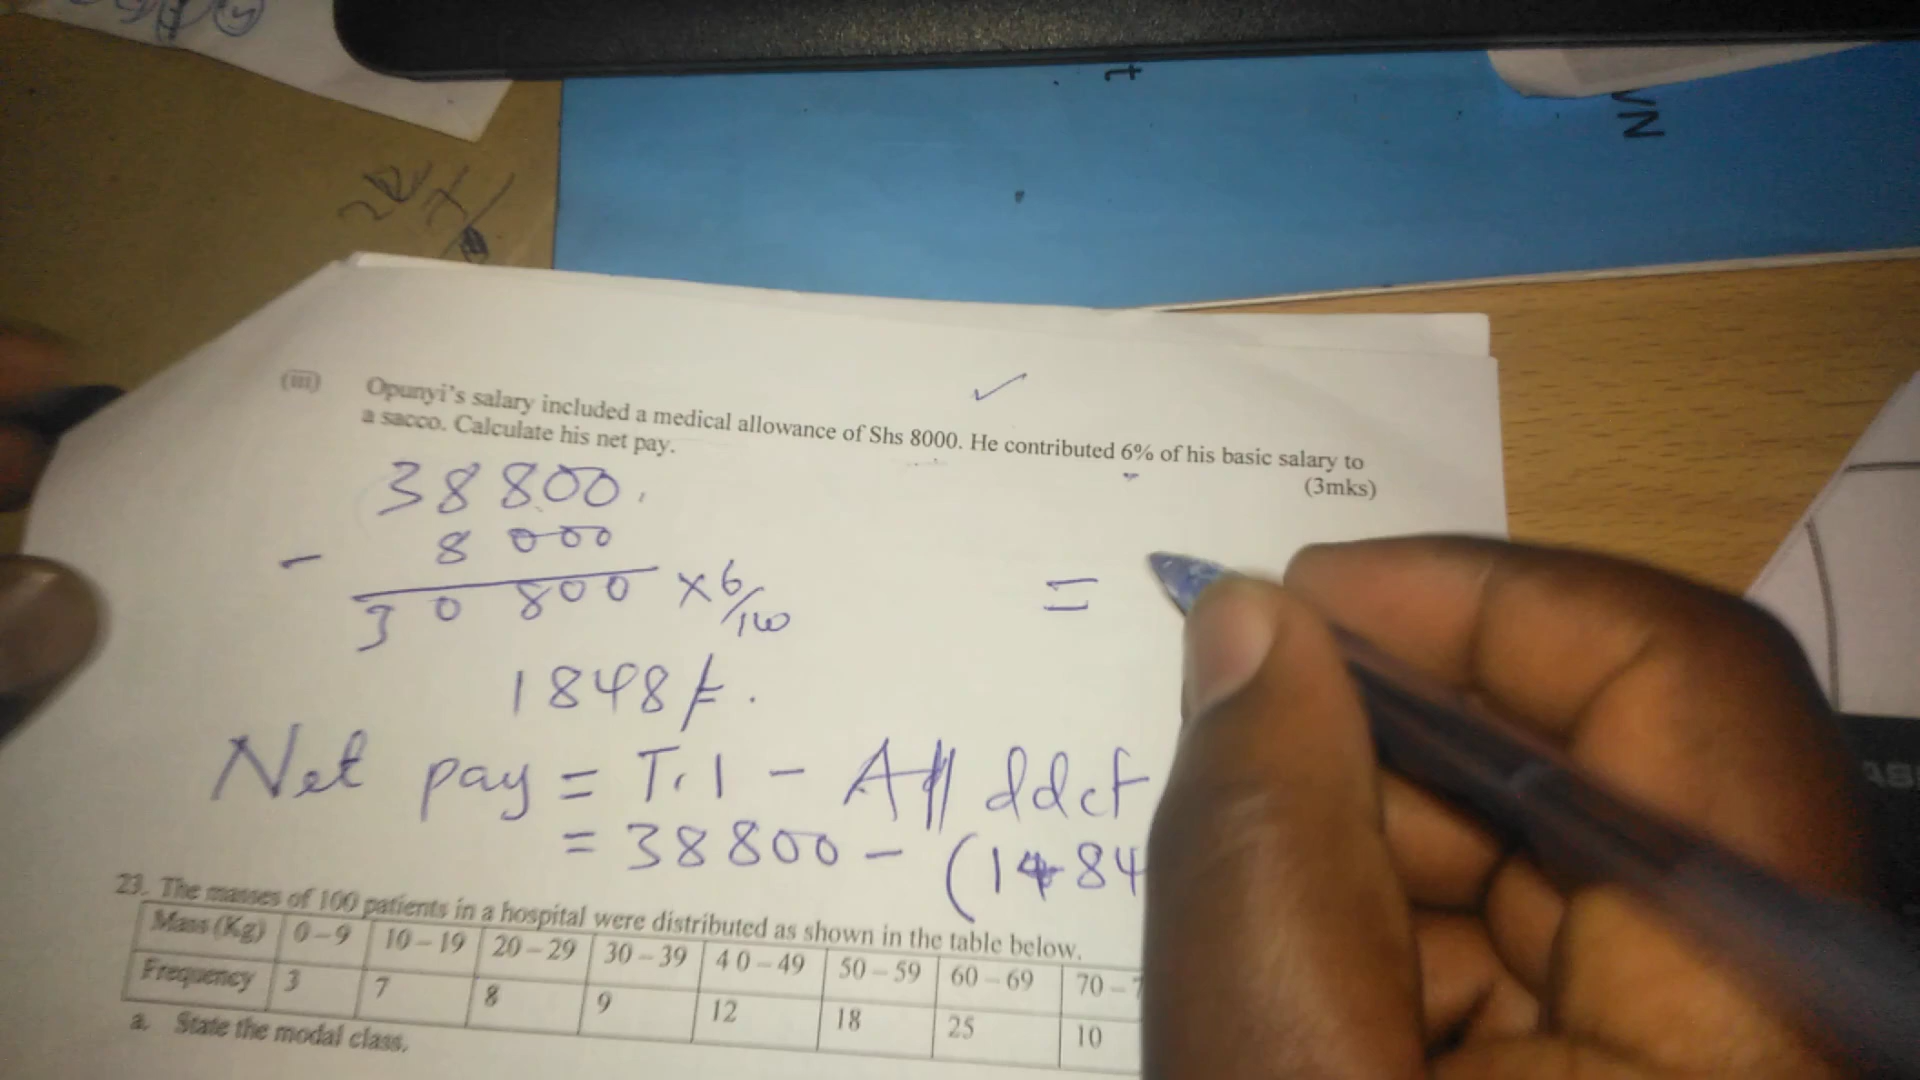 (iii) Opunyi's salary included a medical allowance of Shs 8000. He contributed 6% of his basic salary to
a sacco. Calculate his net pay.
(3mks)
38800
- 8000
30800 × 6/100
=
1848/=.
Net pay = T.I - All ddct
= 38800 - (1484
23. The masses of 100 patients in a hospital were distributed as shown in the table below.
Mass (Kg) 0 – 9 10 – 19 20 – 29 30 – 39 4 0 – 49 50 – 59 60 – 69 70 –
Frequency 3 7 8 9 12 18 25 10
a. State the modal class.